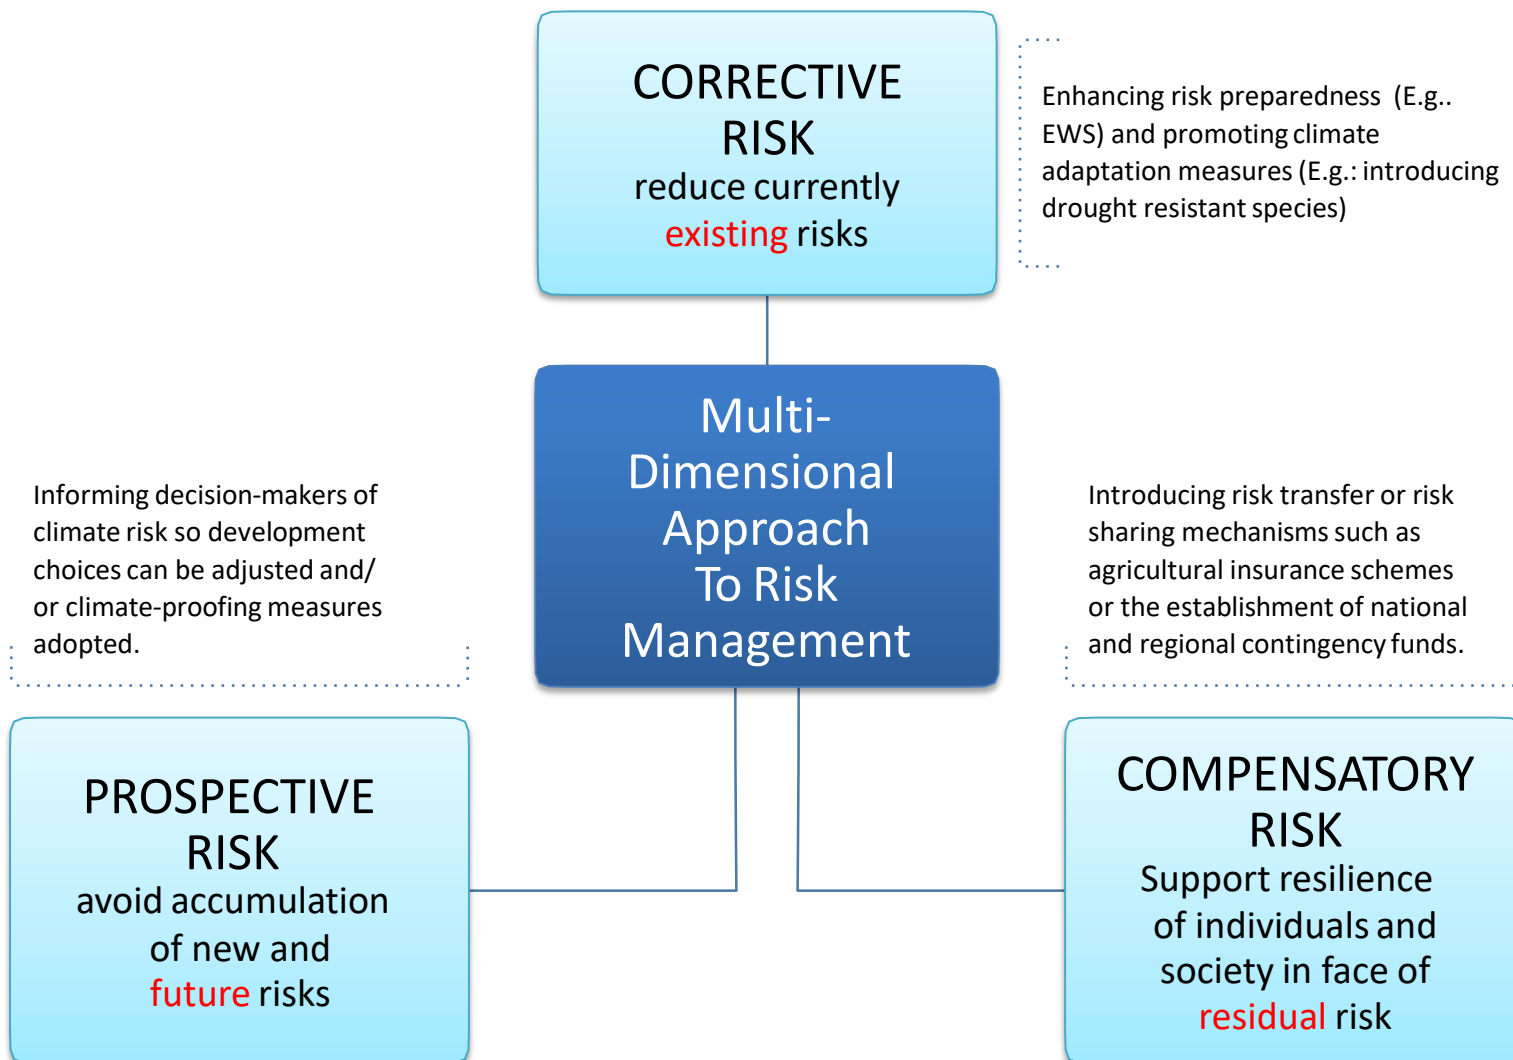 CORRECTIVE
RISK
reduce currently
existing risks
Enhancing risk preparedness (E.g..
EWS) and promoting climate
adaptation measures (E.g.: introducing
drought resistant species)
Multi-
Dimensional
Approach
To Risk
Management
Informing decision-makers of
climate risk so development
choices can be adjusted and/
or climate-proofing measures
adopted.
Introducing risk transfer or risk
sharing mechanisms such as
agricultural insurance schemes
or the establishment of national
and regional contingency funds.
PROSPECTIVE
RISK
avoid accumulation
of new and
future risks
COMPENSATORY
RISK
Support resilience
of individuals and
society in face of
residual risk